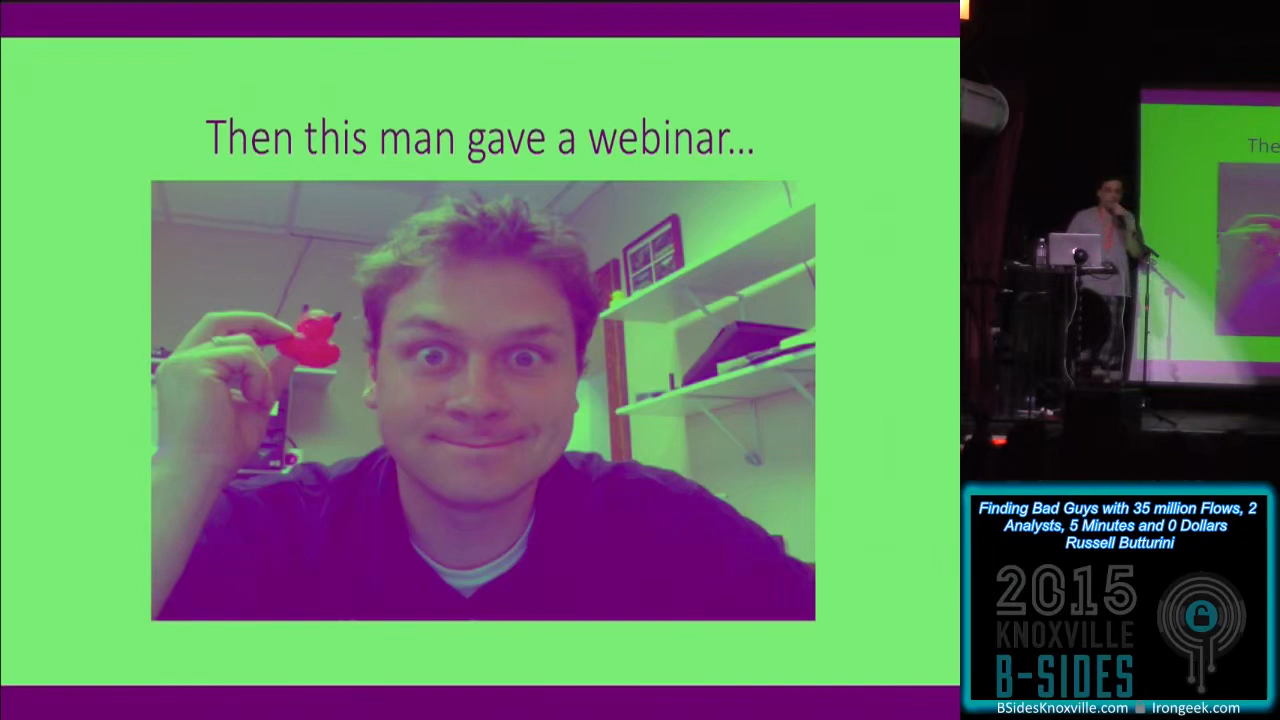 Then this man gave a webinar...
The
Finding Bad Guys with 35 million Flows, 2
Analysts, 5 Minutes and 0 Dollars
Russell Butturini
2015
KNOXVILLE
B-SIDES
BSidesKnoxville.com
Irongeek.com